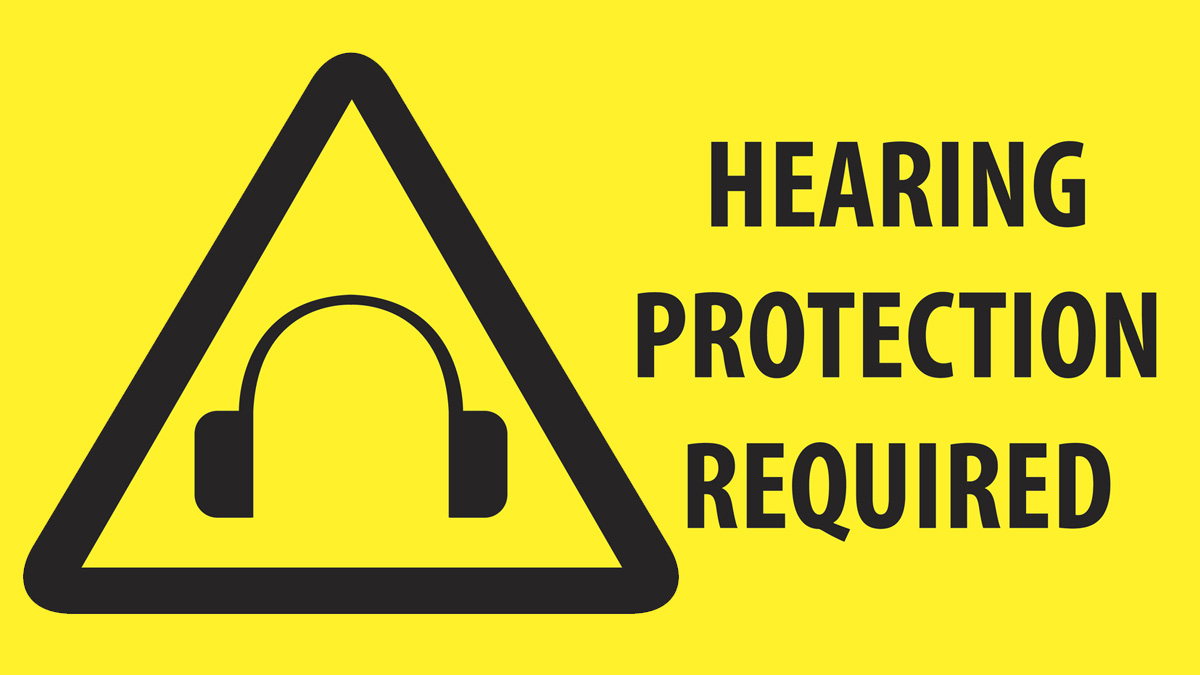 HEARING
PROTECTION
REQUIRED